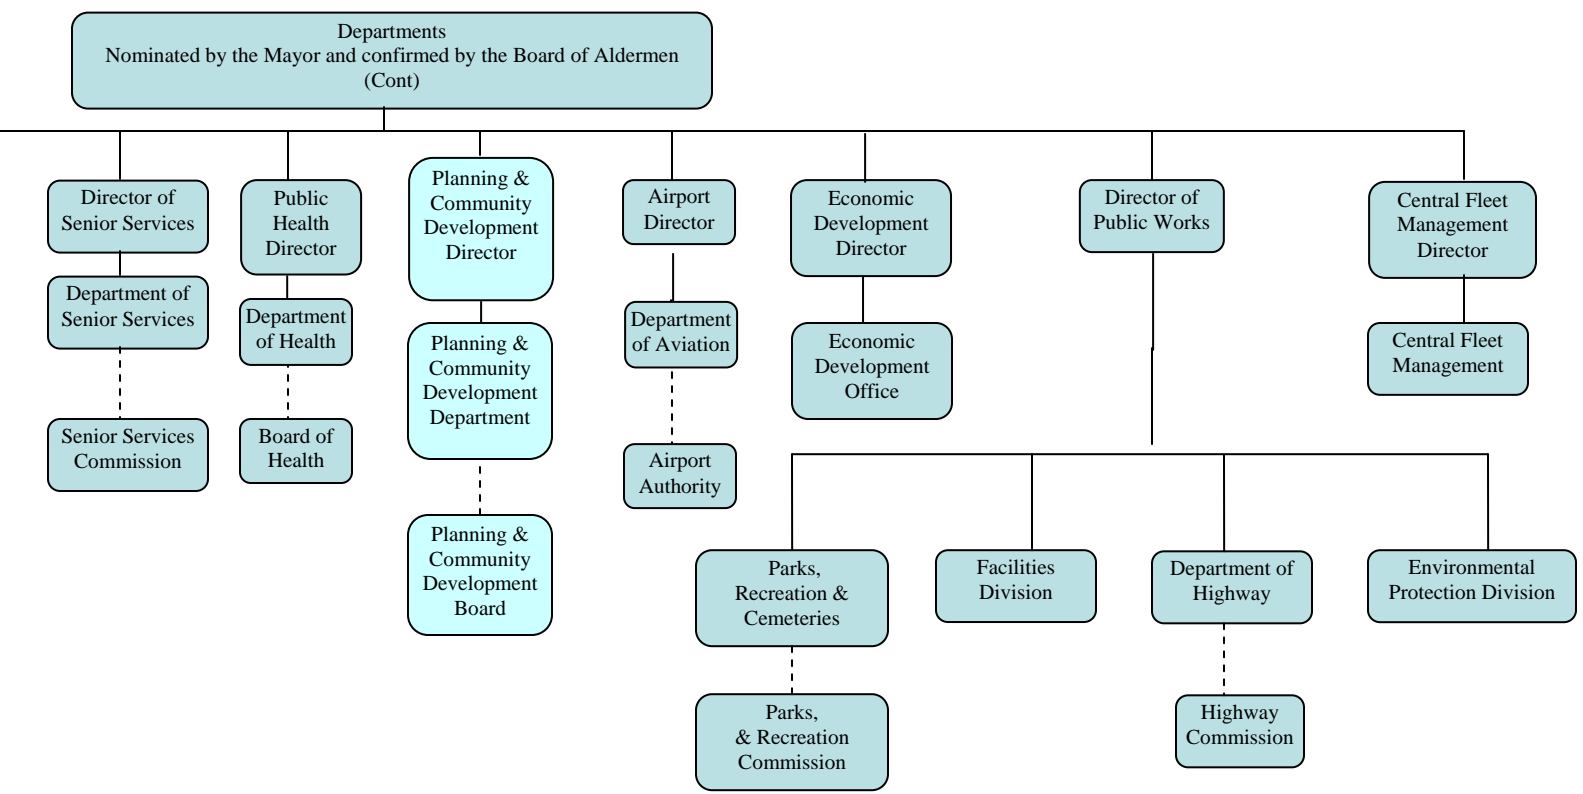 Departments
Nominated by the Mayor and confirmed by the Board of Aldermen
(Cont)
Director of
Senior Services
Public
Health
Director
Planning &
Community
Development
Director
Airport
Director
Economic
Development
Director
Director of
Public Works
Central Fleet
Management
Director
Department of
Senior Services
Department
of Health
Planning &
Community
Development
Department
Department
of Aviation
Economic
Development
Office
Central Fleet
Management
Senior Services
Commission
Board of
Health
Planning &
Community
Development
Board
Airport
Authority
Parks,
Recreation &
Cemeteries
Facilities
Division
Department of
Highway
Environmental
Protection Division
Parks,
& Recreation
Commission
Highway
Commission